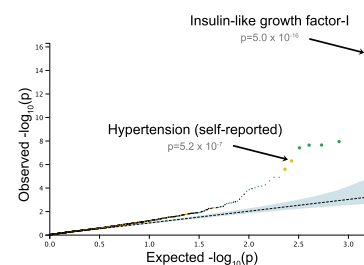 Insulin-like growth factor-I
p=5.0 x 10-16
Hypertension (self-reported)
p=5.2 x 10-7
Observed -log10(p)
16
14
12
10
8
6
4
2
0
0.0 0.5 1.0 1.5 2.0 2.5 3.0
Expected -log10(p)